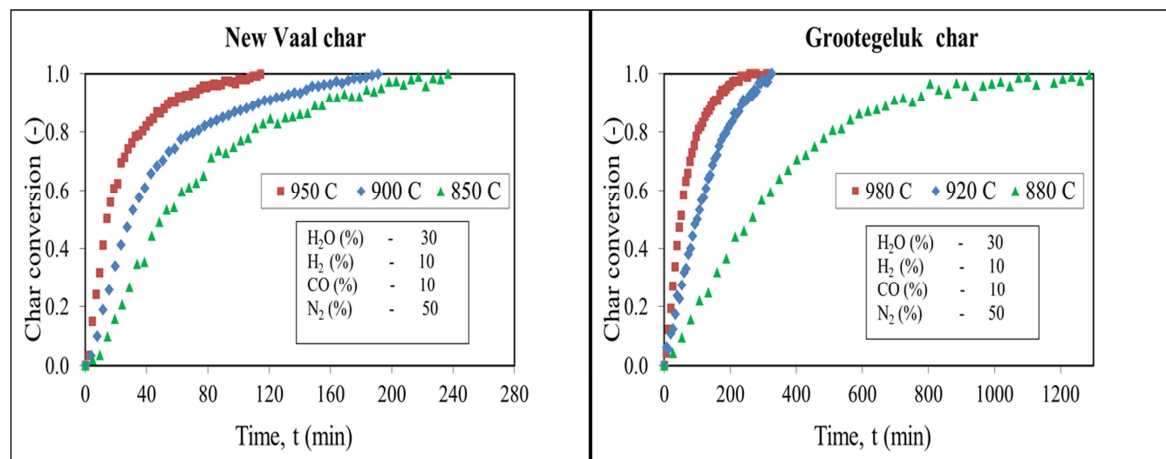 New Vaal char
1.0
0.8
0.6
0.4
0.2
0.0
Char conversion (-)
950 C 900 C 850 C
H₂O (%) - 30
H₂ (%) - 10
CO (%) - 10
N₂ (%) - 50
0 40 80 120 160 200 240 280
Time, t (min)
Grootegeluk char
1.0
0.8
0.6
0.4
0.2
0.0
Char conversion (-)
980 C 920 C 880 C
H₂O (%) - 30
H₂ (%) - 10
CO (%) - 10
N₂ (%) - 50
0 200 400 600 800 1000 1200
Time, t (min)